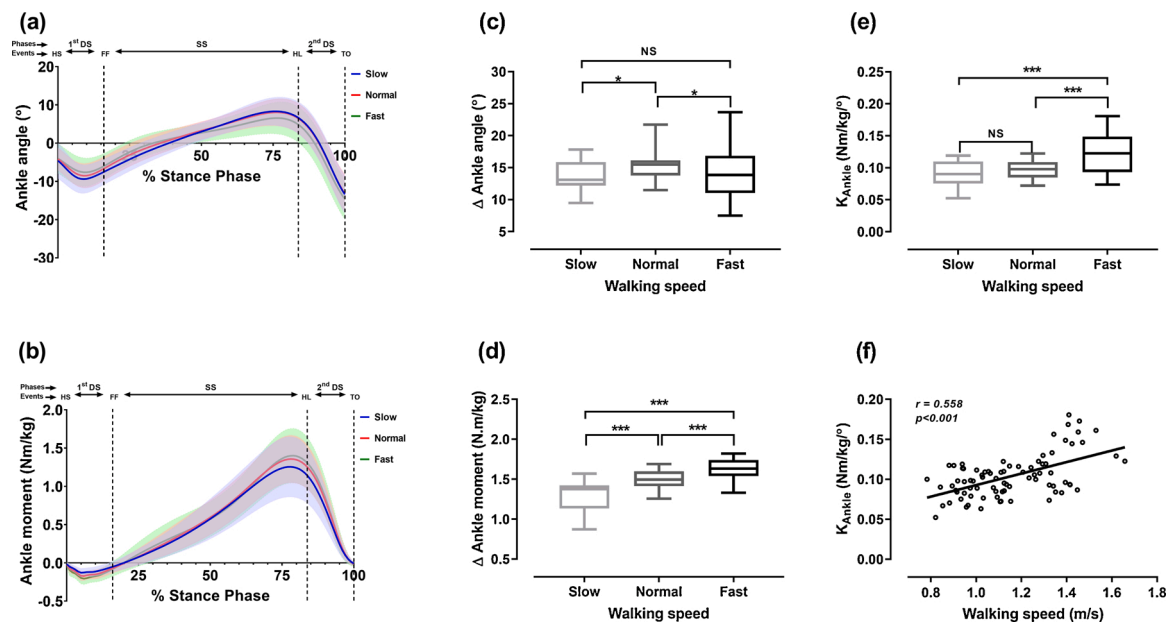 (a)
Phases
Events
HS
1st DS
FF
SS
HL
2nd DS
TO
20
10
0
-10
-20
-30
Ankle angle (°)
50
75
100
% Stance Phase
Slow
Normal
Fast
(c)
NS
*
*
30
25
20
15
10
5
Δ Ankle angle (°)
Slow
Normal
Fast
Walking speed
(e)
***
***
NS
0.25
0.20
0.15
0.10
0.05
0.00
KAnkle (Nm/kg/°)
Slow
Normal
Fast
Walking speed
(b)
Phases
Events
HS
1st DS
FF
SS
HL
2nd DS
TO
2.0
1.5
1.0
0.5
0.0
-0.5
Ankle moment (Nm/kg)
25
50
75
100
% Stance Phase
Slow
Normal
Fast
(d)
***
***
***
2.5
2.0
1.5
1.0
0.5
Δ Ankle moment (N.m/kg)
Slow
Normal
Fast
Walking speed
(f)
r = 0.558
p<0.001
0.20
0.15
0.10
0.05
0.00
KAnkle (Nm/kg/°)
0.8
1.0
1.2
1.4
1.6
1.8
Walking speed (m/s)